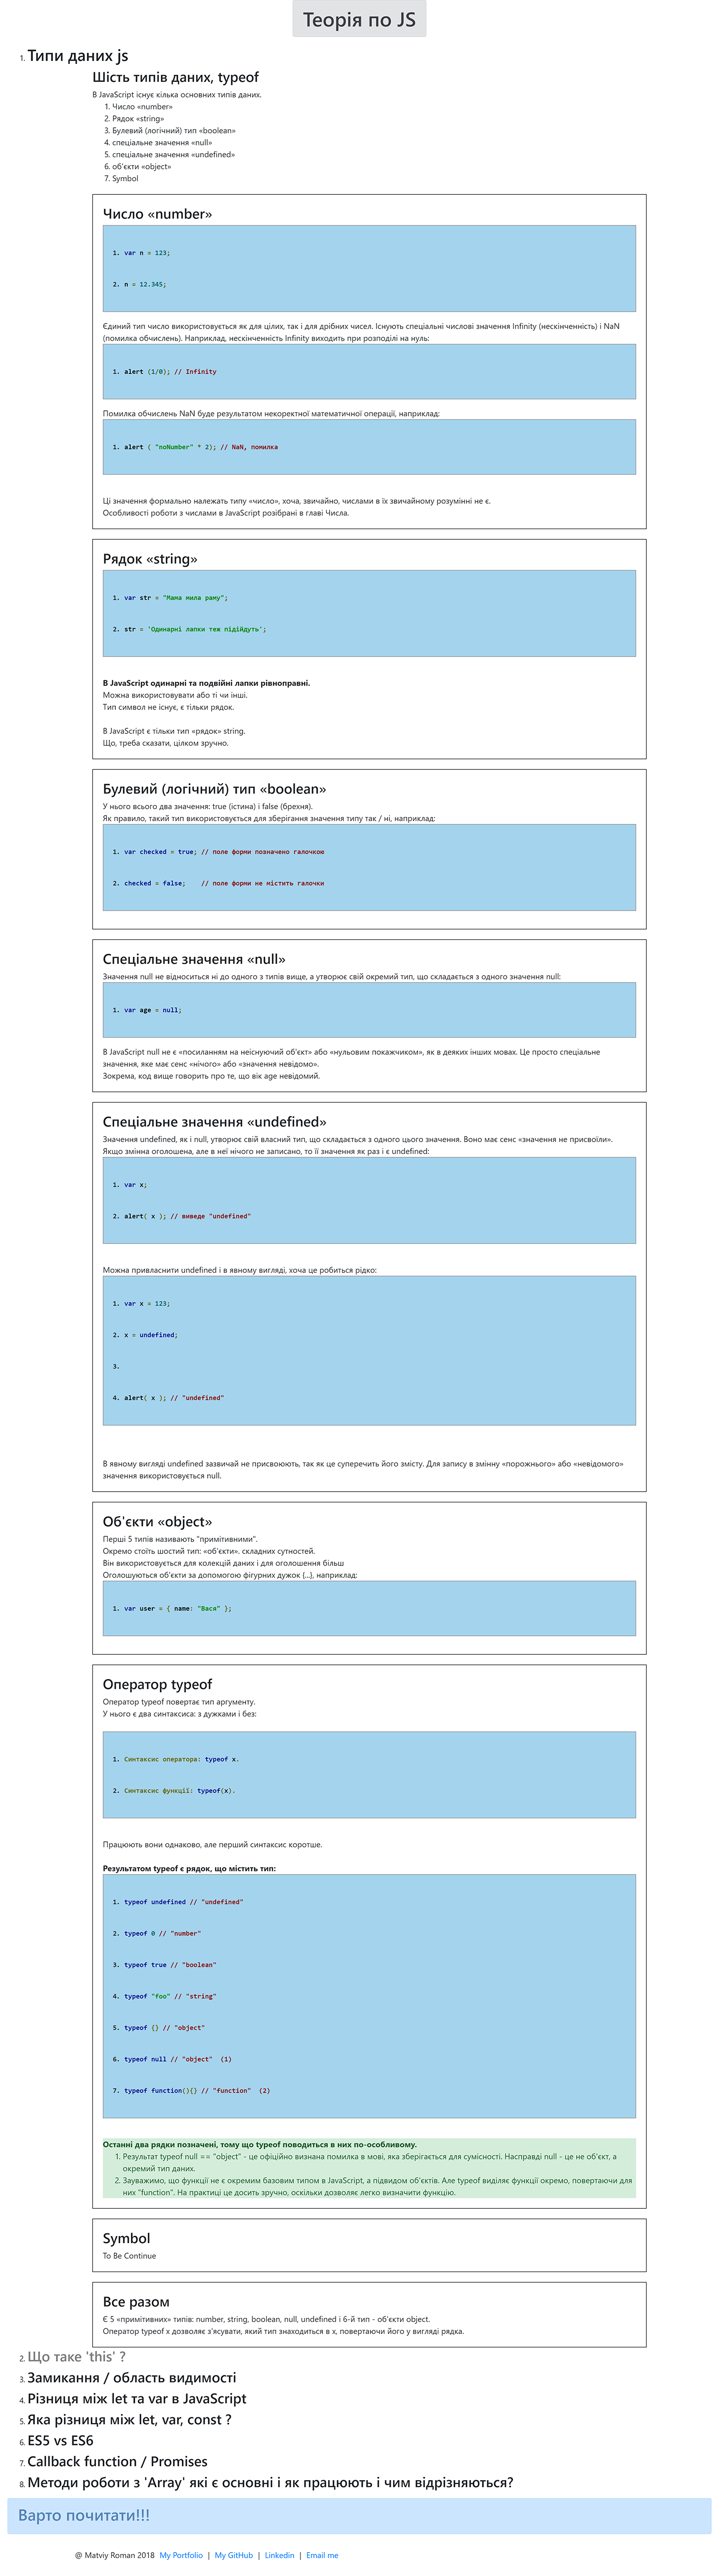 Теорія по JS
1. Типи даних js
Шість типів даних, typeof
В JavaScript існує кілька основних типів даних.
1. Число «number»
2. Рядок «string»
3. Булевий (логічний) тип «boolean»
4. спеціальне значення «null»
5. спеціальне значення «undefined»
6. об'єкти «object»
7. Symbol
Число «number»
1. var n = 123;
2. n = 12.345;
Єдиний тип число використовується як для цілих, так і для дрібних чисел. Існують спеціальні числові значення Infinity (нескінченність) і NaN
(помилка обчислень). Наприклад, нескінченність Infinity виходить при розподілі на нуль:
1. alert (1/0); // Infinity
Помилка обчислень NaN буде результатом некоректної математичної операції, наприклад:
1. alert ( "noNumber" * 2); // NaN, помилка
Ці значення формально належать типу «число», хоча, звичайно, числами в їх звичайному розумінні не є.
Особливості роботи з числами в JavaScript розібрані в главі Числа.
Рядок «string»
1. var str = "Мама мила раму";
2. str = 'Одинарні лапки теж підійдуть';
В JavaScript одинарні та подвійні лапки рівноправні.
Можна використовувати або ті чи інші.
Тип символ не існує, є тільки рядок.
В JavaScript є тільки тип «рядок» string.
Що, треба сказати, цілком зручно.
Булевий (логічний) тип «boolean»
У нього всього два значення: true (істина) і false (брехня).
Як правило, такий тип використовується для зберігання значення типу так / ні, наприклад:
1. var checked = true; // поле форми позначено галочкою
2. checked = false;    // поле форми не містить галочки
Спеціальне значення «null»
Значення null не відноситься ні до одного з типів вище, а утворює свій окремий тип, що складається з одного значення null:
1. var age = null;
В JavaScript null не є «посиланням на неіснуючий об'єкт» або «нульовим покажчиком», як в деяких інших мовах. Це просто спеціальне
значення, яке має сенс «нічого» або «значення невідомо».
Зокрема, код вище говорить про те, що вік age невідомий.
Спеціальне значення «undefined»
Значення undefined, як і null, утворює свій власний тип, що складається з одного цього значення. Воно має сенс «значення не присвоїли».
Якщо змінна оголошена, але в неї нічого не записано, то її значення як раз і є undefined:
1. var x;
2. alert( x ); // виведе "undefined"
Можна привласнити undefined і в явному вигляді, хоча це робиться рідко:
1. var x = 123;
2. x = undefined;
3.
4. alert( x ); // "undefined"
В явному вигляді undefined зазвичай не присвоюють, так як це суперечить його змісту. Для запису в змінну «порожнього» або «невідомого»
значення використовується null.
Об'єкти «object»
Перші 5 типів називають "примітивними".
Окремо стоїть шостий тип: «об'єкти». складних сутностей.
Він використовується для колекцій даних і для оголошення більш
Оголошуються об'єкти за допомогою фігурних дужок {...}, наприклад:
1. var user = { name: "Вася" };
Оператор typeof
Оператор typeof повертає тип аргументу.
У нього є два синтаксиса: з дужками і без:
1. Синтаксис оператора: typeof x.
2. Синтаксис функції: typeof(x).
Працюють вони однаково, але перший синтаксис коротше.
Результатом typeof є рядок, що містить тип:
1. typeof undefined // "undefined"
2. typeof 0 // "number"
3. typeof true // "boolean"
4. typeof "foo" // "string"
5. typeof {} // "object"
6. typeof null // "object"  (1)
7. typeof function(){} // "function"  (2)
Останні два рядки позначені, тому що typeof поводиться в них по-особливому.
1. Результат typeof null == "object" - це офіційно визнана помилка в мові, яка зберігається для сумісності. Насправді null - це не об'єкт, а
окремий тип даних.
2. Зауважимо, що функції не є окремим базовим типом в JavaScript, а підвидом об'єктів. Але typeof виділяє функції окремо, повертаючи для
них "function". На практиці це досить зручно, оскільки дозволяє легко визначити функцію.
Symbol
To Be Continue
Все разом
Є 5 «примітивних» типів: number, string, boolean, null, undefined і 6-й тип - об'єкти object.
Оператор typeof x дозволяє з'ясувати, який тип знаходиться в x, повертаючи його у вигляді рядка.
2. Що таке 'this' ?
3. Замикання / область видимості
4. Різниця між let та var в JavaScript
5. Яка різниця між let, var, const ?
6. ES5 vs ES6
7. Callback function / Promises
8. Методи роботи з 'Array' які є основні і як працюють і чим відрізняються?
Варто почитати!!!
@ Matviy Roman 2018 My Portfolio | My GitHub | Linkedin | Email me